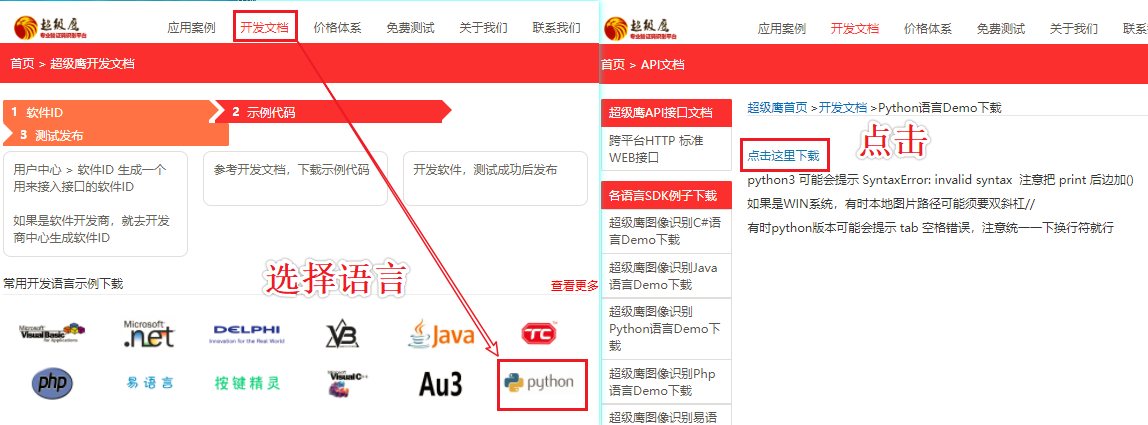 超级鹰
专业验证码识别平台
应用案例 开发文档 价格体系 免费测试 关于我们 联系我们
首页 > 超级鹰开发文档
1 软件ID
2 示例代码
3 测试发布
用户中心 > 软件ID 生成一个
用来接入接口的软件ID
如果是软件开发商，就去开发
商中心生成软件ID
参考开发文档，下载示例代码
开发软件，测试成功后发布
选择语言
常用开发语言示例下载
查看更多
Microsoft
Visual Basic
for Applications
Microsoft
.net
DELPHI
Innovation for the Real World
VB
Java
TC
php
易语言
按键精灵
Visual C++
Au3
python
超级鹰
专业验证码识别平台
应用案例 开发文档 价格体系 免费测试 关于我们 联系
首页 > API文档
超级鹰API接口文档
跨平台HTTP 标准
WEB接口
各语言SDK例子下载
超级鹰图像识别C#语
言Demo下载
超级鹰图像识别Java
语言Demo下载
超级鹰图像识别
Python语言Demo下
载
超级鹰图像识别Php
语言Demo下载
超级鹰图像识别易语
超级鹰首页 >开发文档 >Python语言Demo下载
点击
点击这里下载
python3 可能会提示 SyntaxError: invalid syntax 注意把 print 后边加()
如果是WIN系统，有时本地图片路径可能须要双斜杠//
有时python版本可能会提示 tab 空格错误，注意统一一下换行符就行